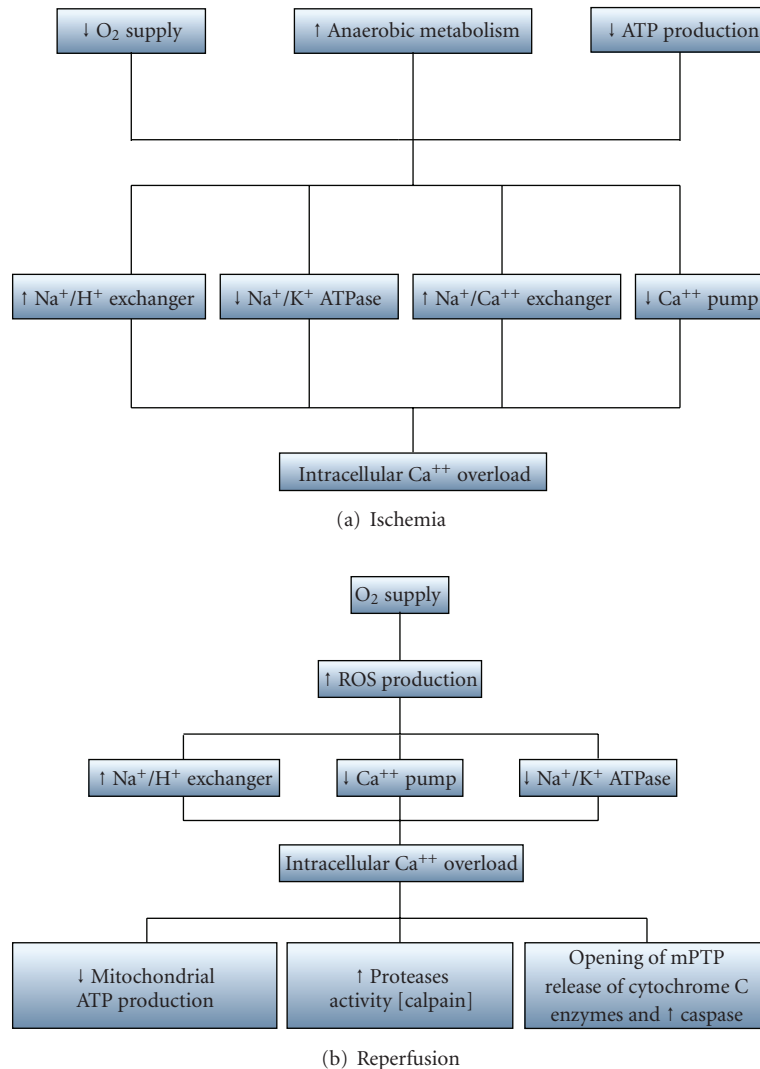 ↓ O₂ supply
↑ Anaerobic metabolism
↓ ATP production
↑ Na⁺/H⁺ exchanger
↓ Na⁺/K⁺ ATPase
↑ Na⁺/Ca⁺⁺ exchanger
↓ Ca⁺⁺ pump
Intracellular Ca⁺⁺ overload
(a) Ischemia
O₂ supply
↑ ROS production
↑ Na⁺/H⁺ exchanger
↓ Ca⁺⁺ pump
↓ Na⁺/K⁺ ATPase
Intracellular Ca⁺⁺ overload
↓ Mitochondrial
ATP production
↑ Proteases
activity [calpain]
Opening of mPTP
release of cytochrome C
enzymes and ↑ caspase
(b) Reperfusion